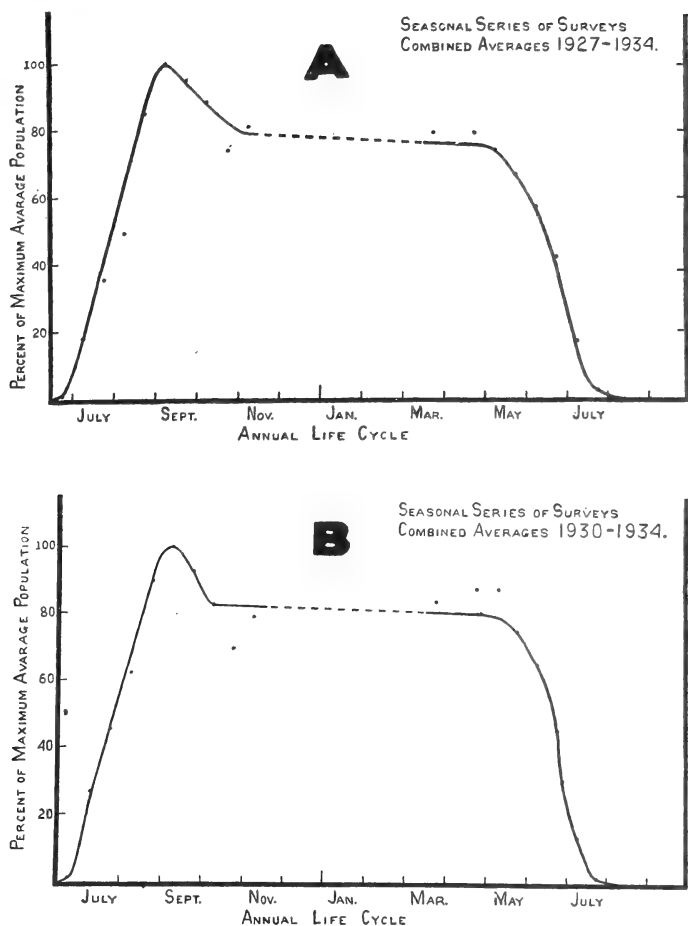 A
SEASONAL SERIES OF SURVEYS
COMBINED AVERAGES 1927-1934.
PERCENT OF MAXIMUM AVARAGE POPULATION
100
80
60
40
20
JULY SEPT. NOV. JAN. MAR. MAY JULY
ANNUAL LIFE CYCLE
B
SEASONAL SERIES OF SURVEYS
COMBINED AVERAGES 1930-1934.
PERCENT OF MAXIMUM AVARAGE POPULATION
100
80
60
40
20
JULY SEPT. NOV. JAN. MAR. MAY JULY
ANNUAL LIFE CYCLE